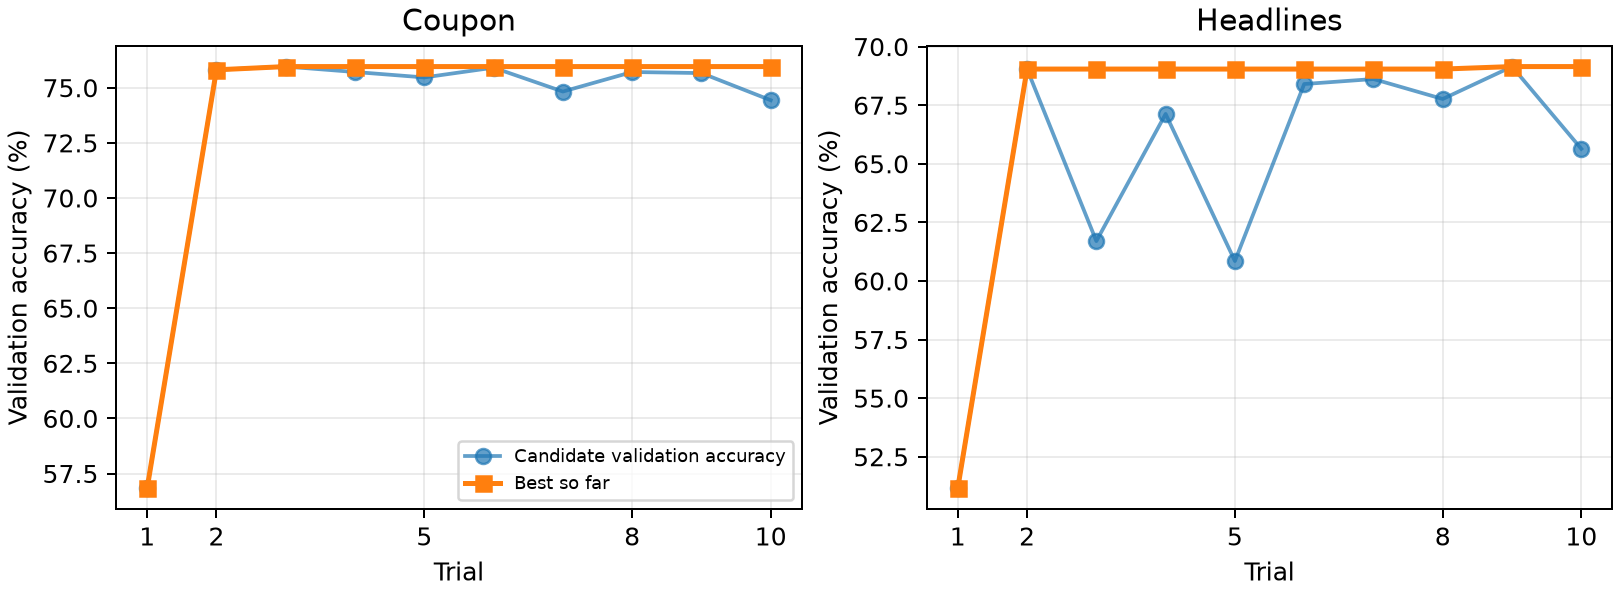 Coupon
Validation accuracy (%)
75.0
72.5
70.0
67.5
65.0
62.5
60.0
57.5
Candidate validation accuracy
Best so far
1 2 5 8 10
Trial
Headlines
Validation accuracy (%)
70.0
67.5
65.0
62.5
60.0
57.5
55.0
52.5
1 2 5 8 10
Trial